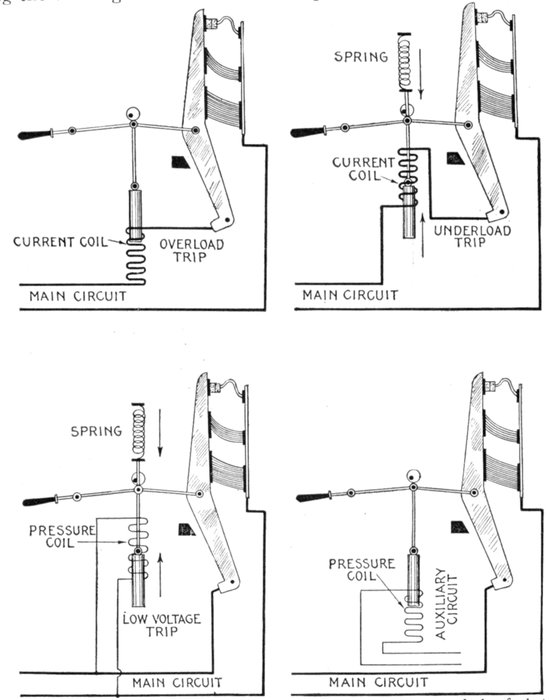 SPRING
CURRENT COIL
OVERLOAD
TRIP
MAIN CIRCUIT
CURRENT
COIL
UNDERLOAD
TRIP
MAIN CIRCUIT
SPRING
PRESSURE
COIL
LOW VOLTAGE
TRIP
MAIN CIRCUIT
PRESSURE
COIL
AUXILIARY
CIRCUIT
MAIN CIRCUIT